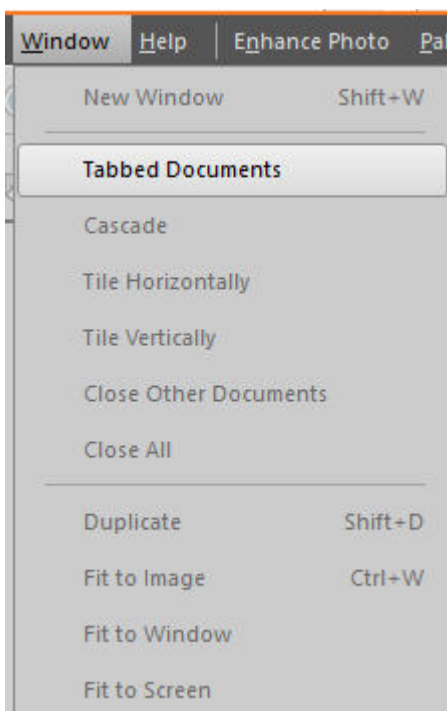 Window Help Enhance Photo
New Window Shift+W
Tabbed Documents
Cascade
Tile Horizontally
Tile Vertically
Close Other Documents
Close All
Duplicate Shift+D
Fit to Image Ctrl+W
Fit to Window
Fit to Screen